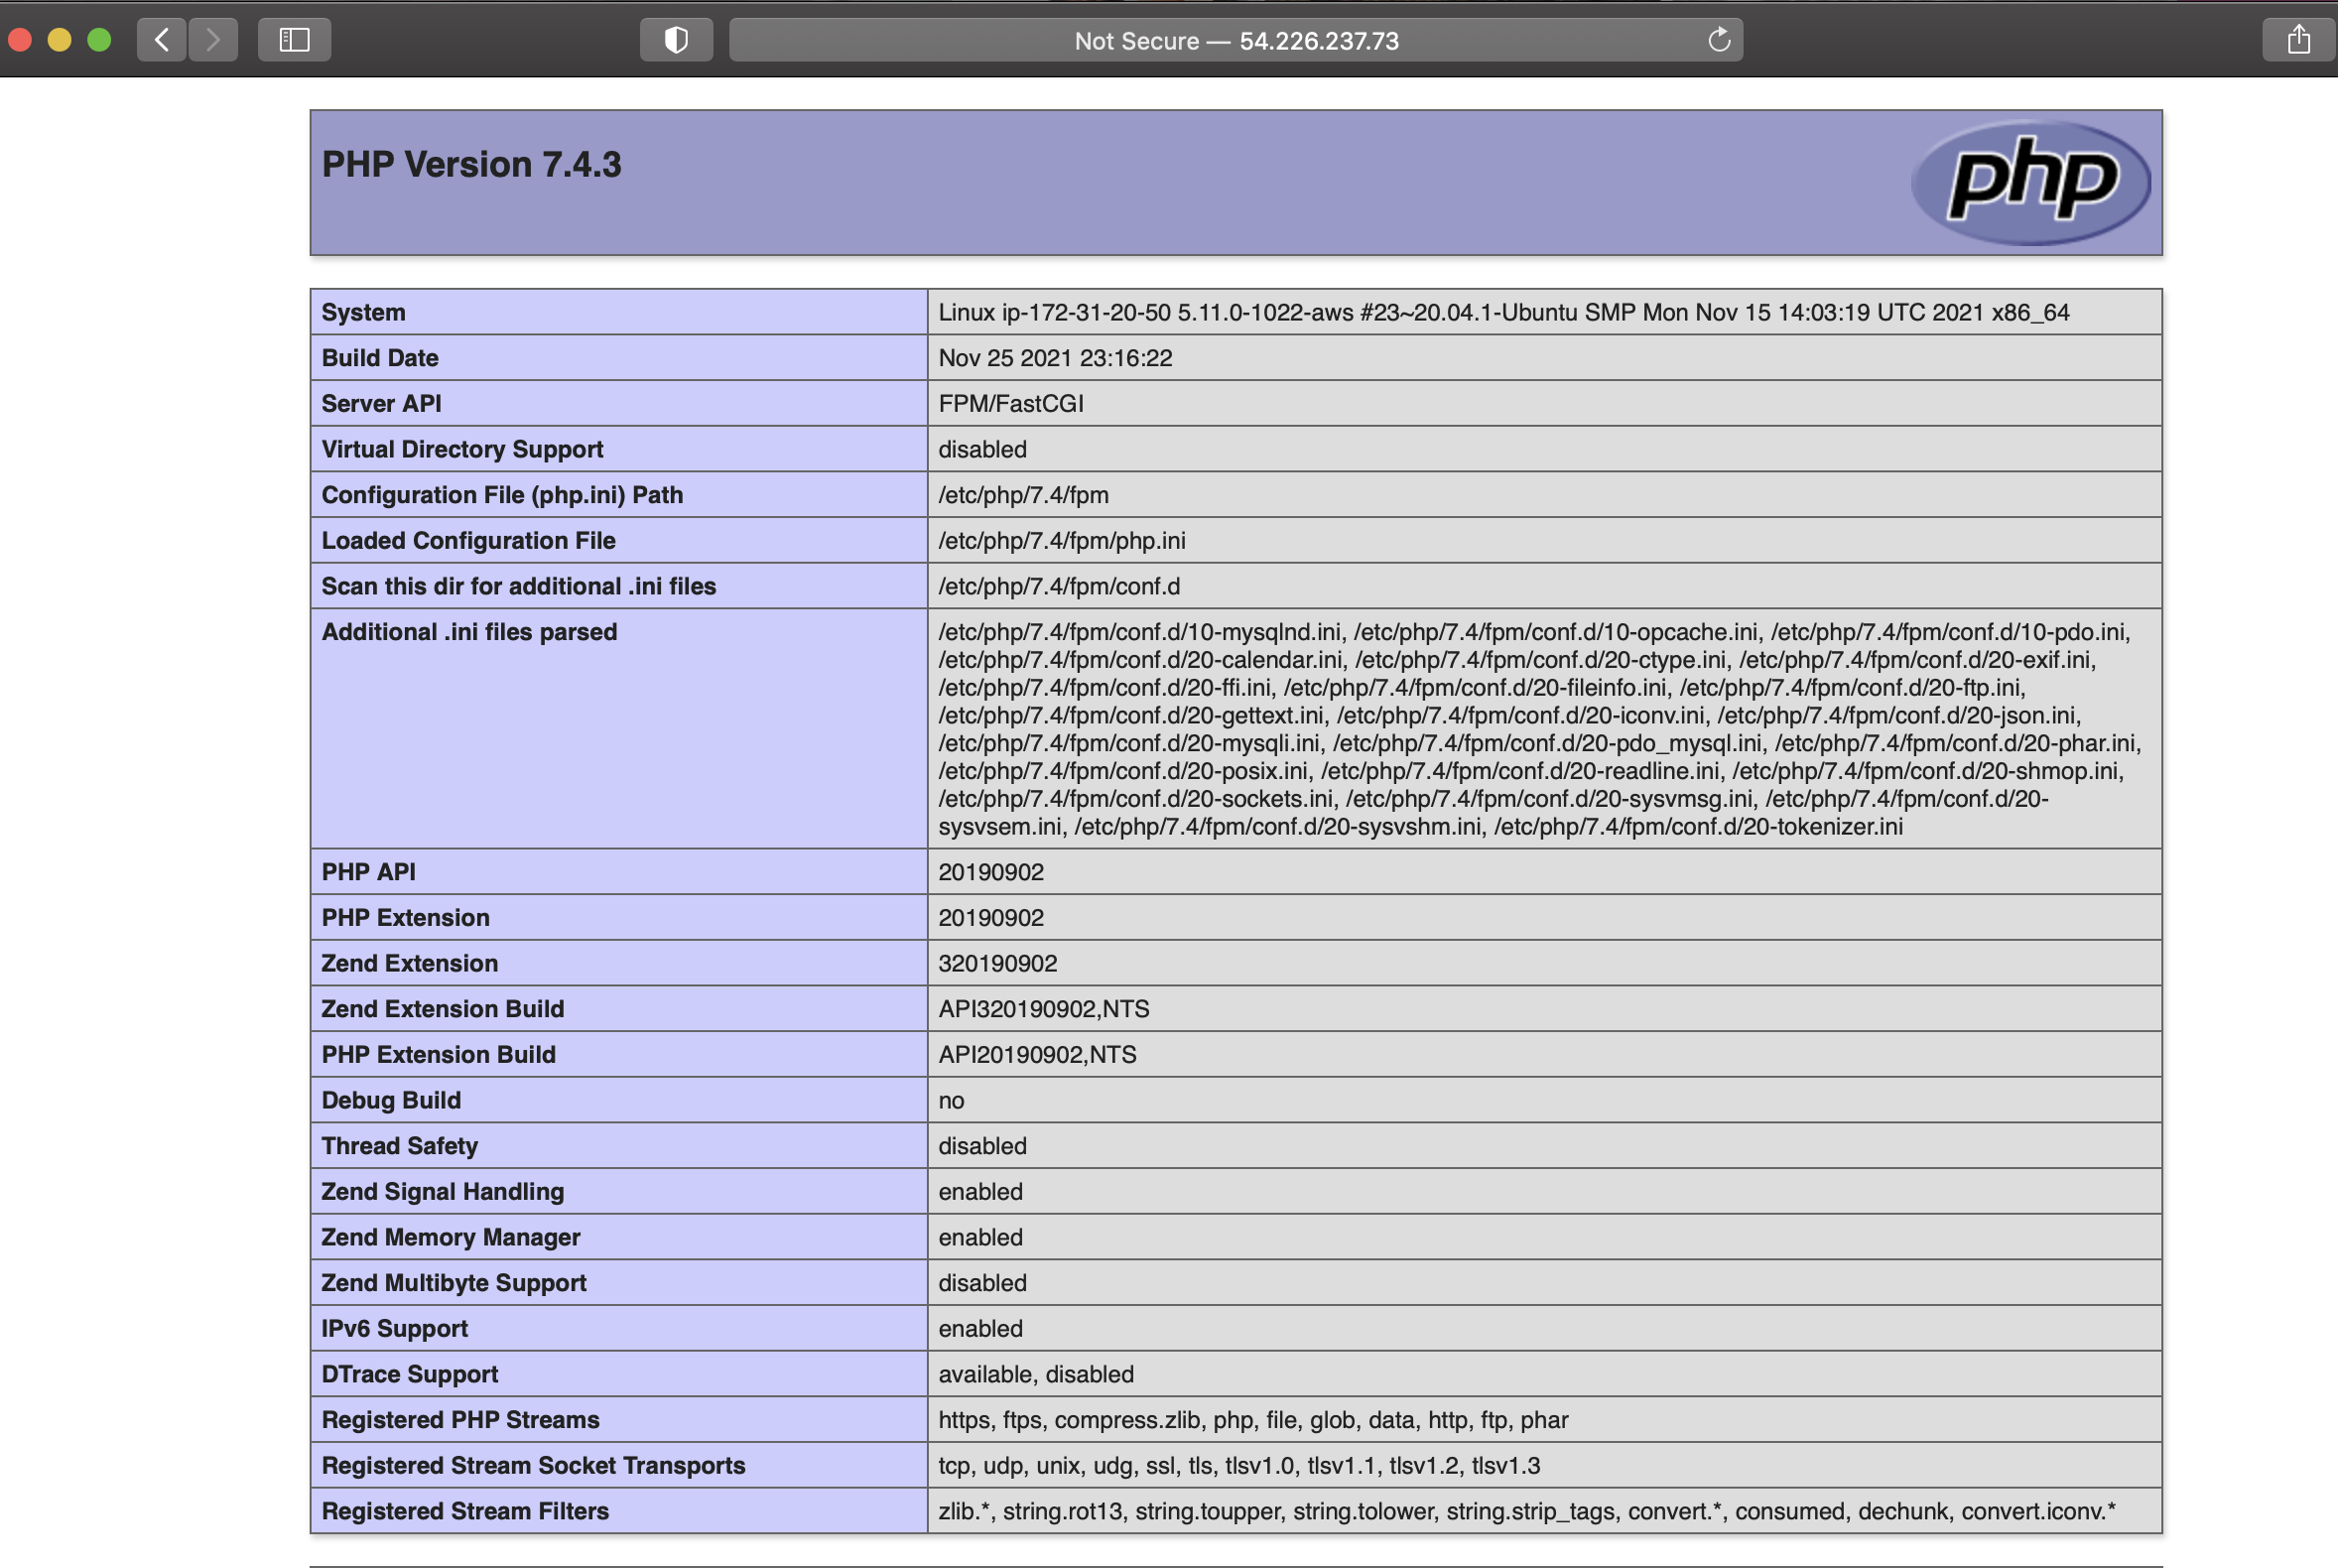 Not Secure — 54.226.237.73
PHP Version 7.4.3
php
System Linux ip-172-31-20-50 5.11.0-1022-aws #23~20.04.1-Ubuntu SMP Mon Nov 15 14:03:19 UTC 2021 x86_64
Build Date Nov 25 2021 23:16:22
Server API FPM/FastCGI
Virtual Directory Support disabled
Configuration File (php.ini) Path /etc/php/7.4/fpm
Loaded Configuration File /etc/php/7.4/fpm/php.ini
Scan this dir for additional .ini files /etc/php/7.4/fpm/conf.d
Additional .ini files parsed /etc/php/7.4/fpm/conf.d/10-mysqlnd.ini, /etc/php/7.4/fpm/conf.d/10-opcache.ini, /etc/php/7.4/fpm/conf.d/10-pdo.ini,
/etc/php/7.4/fpm/conf.d/20-calendar.ini, /etc/php/7.4/fpm/conf.d/20-ctype.ini, /etc/php/7.4/fpm/conf.d/20-exif.ini,
/etc/php/7.4/fpm/conf.d/20-ffi.ini, /etc/php/7.4/fpm/conf.d/20-fileinfo.ini, /etc/php/7.4/fpm/conf.d/20-ftp.ini,
/etc/php/7.4/fpm/conf.d/20-gettext.ini, /etc/php/7.4/fpm/conf.d/20-iconv.ini, /etc/php/7.4/fpm/conf.d/20-json.ini,
/etc/php/7.4/fpm/conf.d/20-mysqli.ini, /etc/php/7.4/fpm/conf.d/20-pdo_mysql.ini, /etc/php/7.4/fpm/conf.d/20-phar.ini,
/etc/php/7.4/fpm/conf.d/20-posix.ini, /etc/php/7.4/fpm/conf.d/20-readline.ini, /etc/php/7.4/fpm/conf.d/20-shmop.ini,
/etc/php/7.4/fpm/conf.d/20-sockets.ini, /etc/php/7.4/fpm/conf.d/20-sysvmsg.ini, /etc/php/7.4/fpm/conf.d/20-
sysvsem.ini, /etc/php/7.4/fpm/conf.d/20-sysvshm.ini, /etc/php/7.4/fpm/conf.d/20-tokenizer.ini
PHP API 20190902
PHP Extension 20190902
Zend Extension 320190902
Zend Extension Build API320190902,NTS
PHP Extension Build API20190902,NTS
Debug Build no
Thread Safety disabled
Zend Signal Handling enabled
Zend Memory Manager enabled
Zend Multibyte Support disabled
IPv6 Support enabled
DTrace Support available, disabled
Registered PHP Streams https, ftps, compress.zlib, php, file, glob, data, http, ftp, phar
Registered Stream Socket Transports tcp, udp, unix, udg, ssl, tls, tlsv1.0, tlsv1.1, tlsv1.2, tlsv1.3
Registered Stream Filters zlib.*, string.rot13, string.toupper, string.tolower, string.strip_tags, convert.*, consumed, dechunk, convert.iconv.*